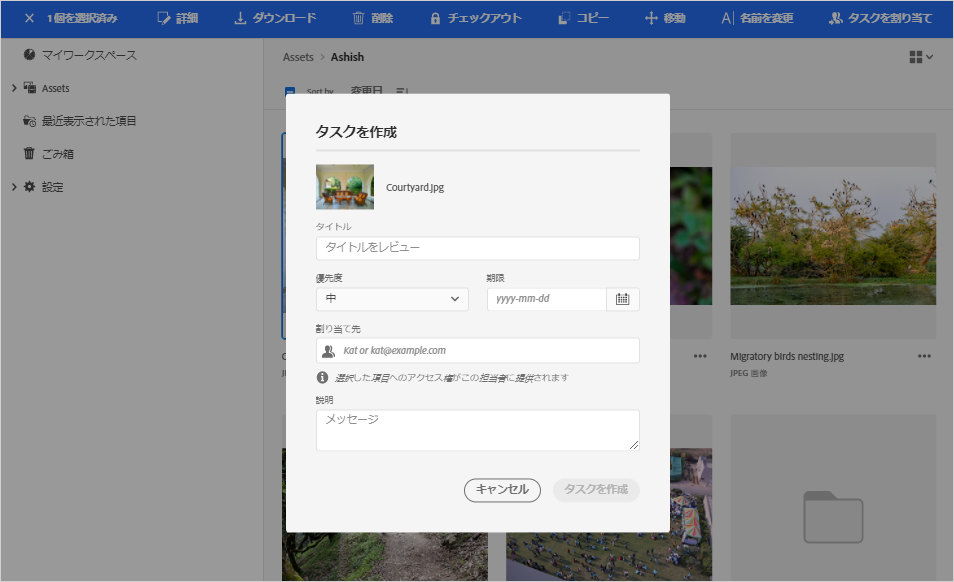 1個を選択済み 詳細 ダウンロード 削除 チェックアウト コピー 移動 名前を変更 タスクを割り当て
マイワークスペース
Assets
最近表示された項目
ごみ箱
設定
Assets > Ashish
Sort by 変更日
タスクを作成
Courtyard.jpg
タイトル
タイトルをレビュー
優先度 期限
中 yyyy-mm-dd
割り当て先
Kat or kat@example.com
選択した項目へのアクセス権がこの担当者に提供されます
説明
メッセージ
キャンセル タスクを作成
Migratory birds nesting.jpg
JPEG 画像